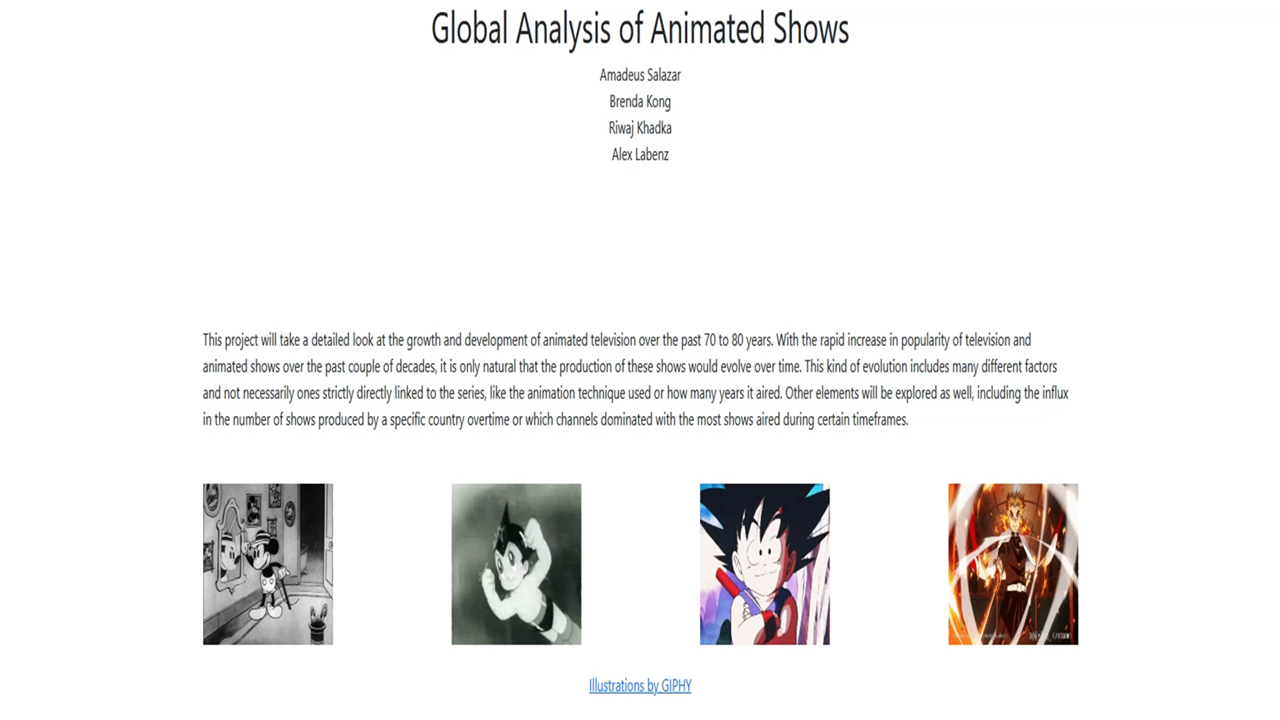 Global Analysis of Animated Shows
Amadeus Salazar
Brenda Kong
Riwaj Khadka
Alex Labenz
This project will take a detailed look at the growth and development of animated television over the past 70 to 80 years. With the rapid increase in popularity of television and
animated shows over the past couple of decades, it is only natural that the production of these shows would evolve over time. This kind of evolution includes many different factors
and not necessarily ones strictly directly linked to the series, like the animation technique used or how many years it aired. Other elements will be explored as well, including the influx
in the number of shows produced by a specific country overtime or which channels dominated with the most shows aired during certain timeframes.
Illustrations by GIPHY